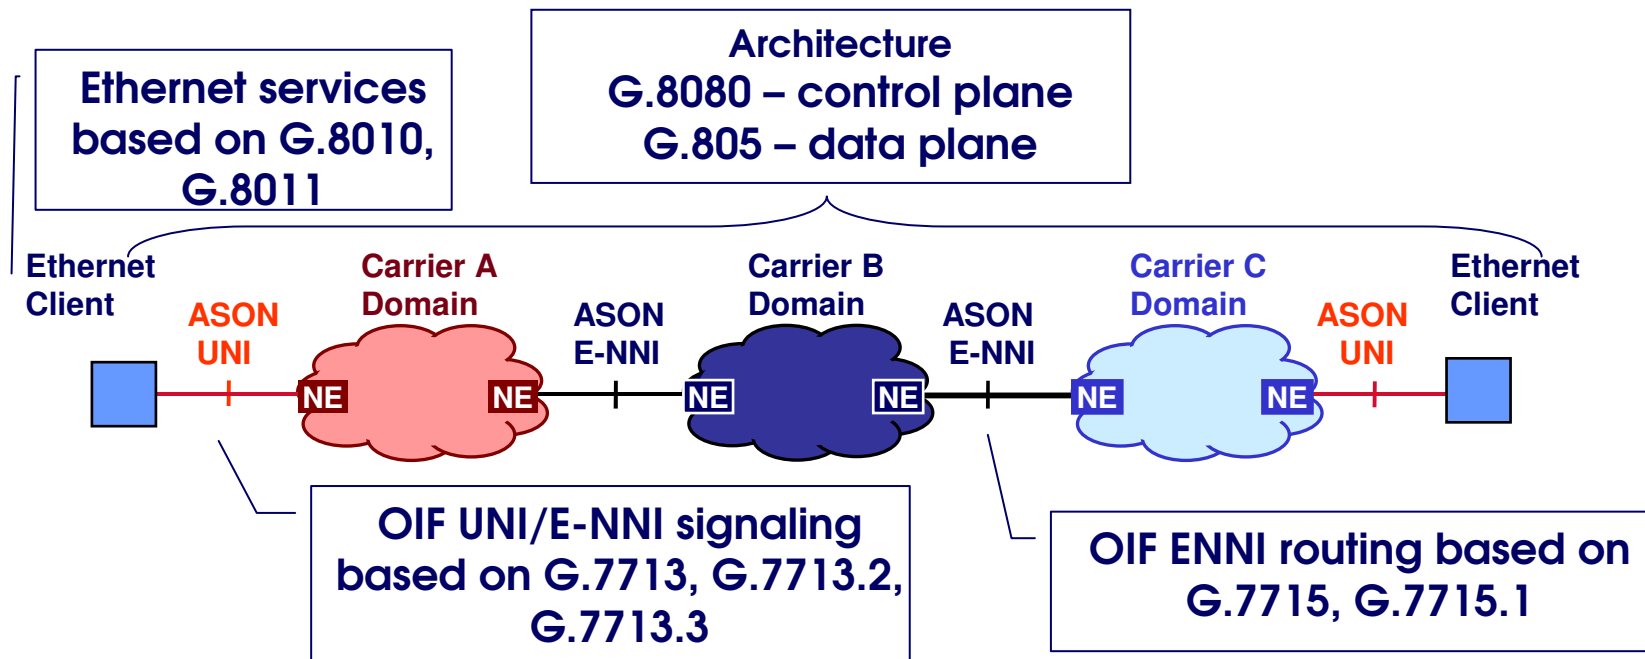 Architecture
G.8080 – control plane
G.805 – data plane
Ethernet services
based on G.8010,
G.8011
Ethernet
Client
ASON
UNI
Carrier A
Domain
ASON
E-NNI
Carrier B
Domain
ASON
E-NNI
Carrier C
Domain
ASON
UNI
Ethernet
Client
NE
NE
NE
NE
NE
NE
OIF UNI/E-NNI signaling
based on G.7713, G.7713.2,
G.7713.3
OIF ENNI routing based on
G.7715, G.7715.1